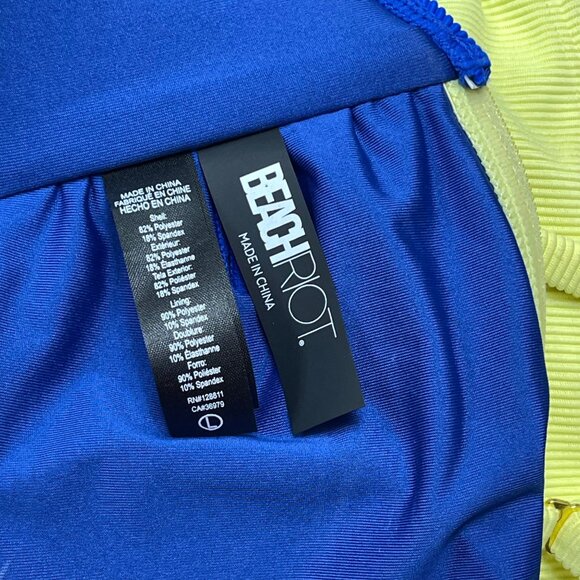 MADE IN CHINA
FABRIQUÉ EN CHINE
HECHO EN CHINA
Shell:
82% Polyester
18% Spandex
Extérieur:
82% Polyester
18% Élasthanne
Tela Exterior:
82% Poliéster
18% Spandex
Lining:
90% Polyester
10% Spandex
Doublure:
90% Polyester
10% Élasthanne
Forro:
90% Poliéster
10% Spandex
RN#128811
CA#36979
L
BEACHRIOT.
MADE IN CHINA